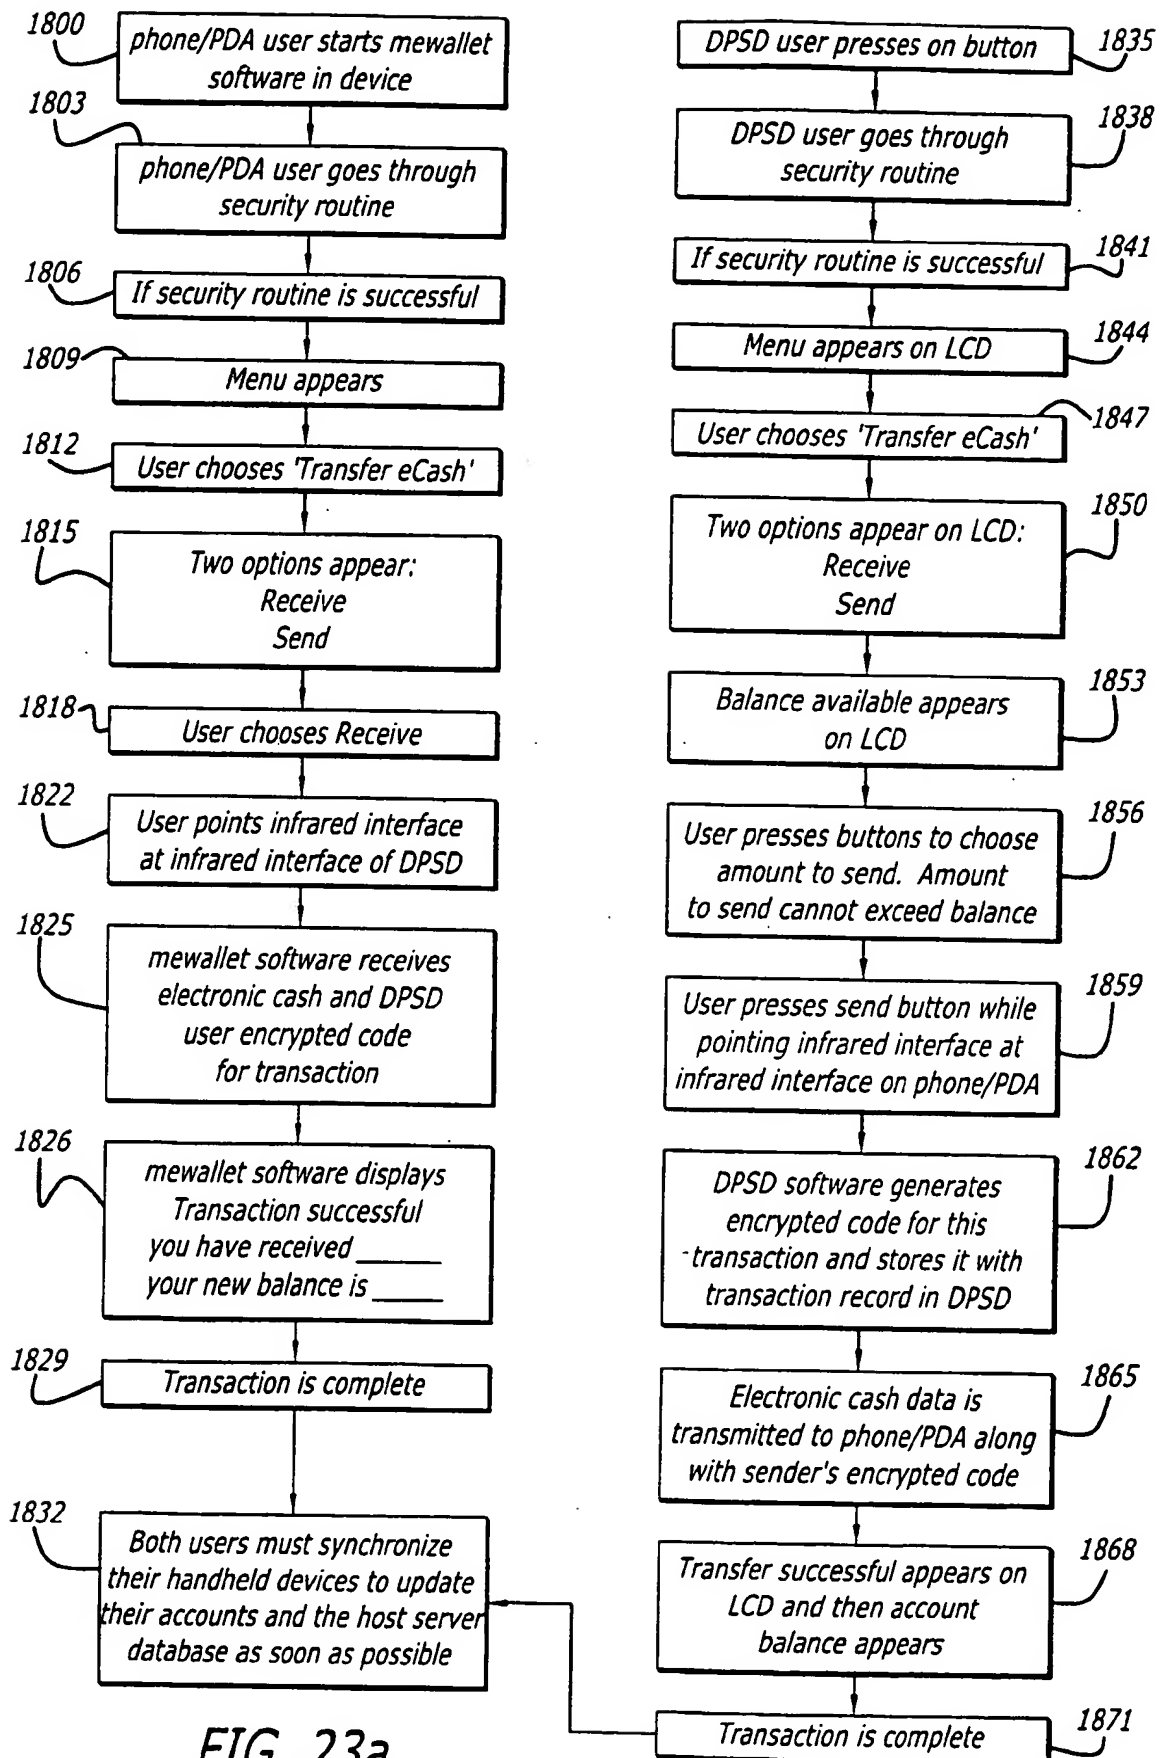 1800
phone/PDA user starts mewallet
software in device
1803
phone/PDA user goes through
security routine
1806
If security routine is successful
1809
Menu appears
1812
User chooses 'Transfer eCash'
1815
Two options appear:
Receive
Send
1818
User chooses Receive
1822
User points infrared interface
at infrared interface of DPSD
1825
mewallet software receives
electronic cash and DPSD
user encrypted code
for transaction
1826
mewallet software displays
Transaction successful
you have received ______
your new balance is _____
1829
Transaction is complete
1832
Both users must synchronize
their handheld devices to update
their accounts and the host server
database as soon as possible
DPSD user presses on button
1835
DPSD user goes through
security routine
1838
If security routine is successful
1841
Menu appears on LCD
1844
User chooses 'Transfer eCash'
1847
Two options appear on LCD:
Receive
Send
1850
Balance available appears
on LCD
1853
User presses buttons to choose
amount to send. Amount
to send cannot exceed balance
1856
User presses send button while
pointing infrared interface at
infrared interface on phone/PDA
1859
DPSD software generates
encrypted code for this
transaction and stores it with
transaction record in DPSD
1862
Electronic cash data is
transmitted to phone/PDA along
with sender's encrypted code
1865
Transfer successful appears on
LCD and then account
balance appears
1868
Transaction is complete
1871
FIG. 23a